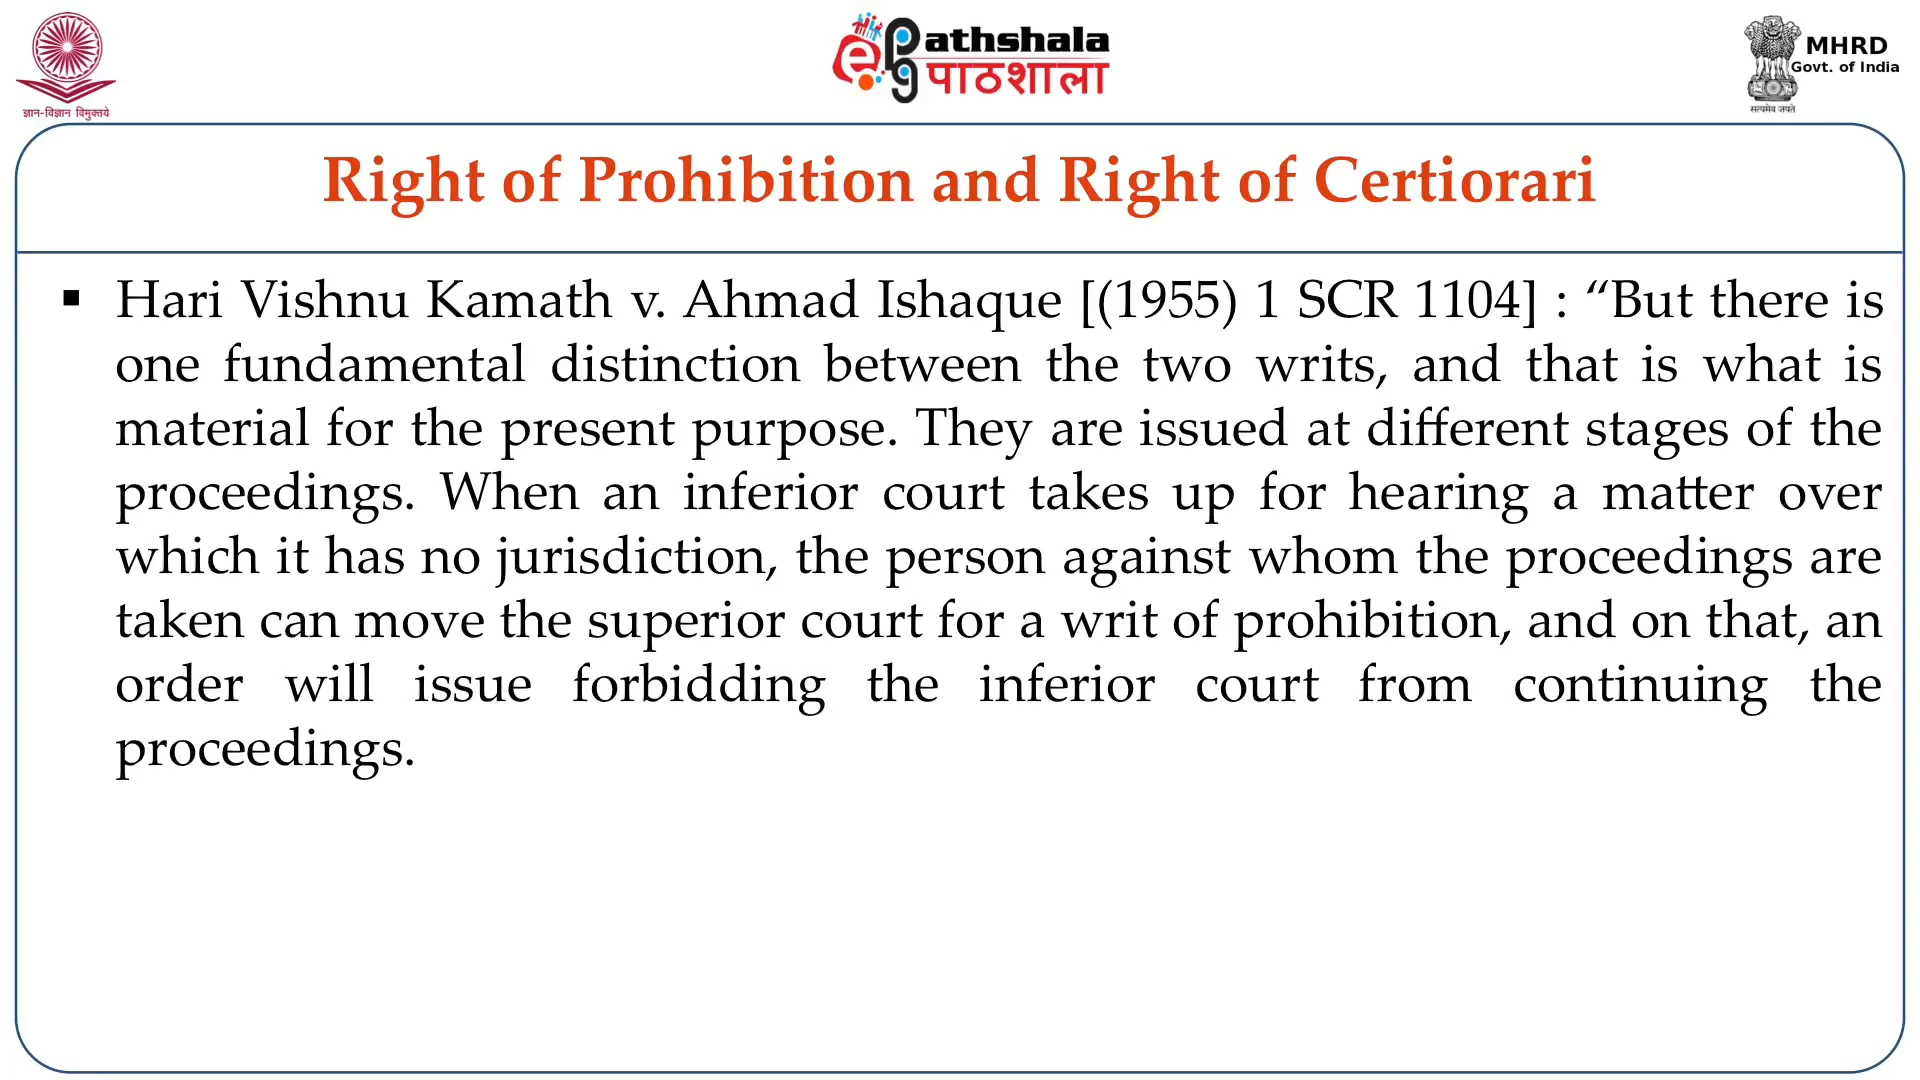 ज्ञान-विज्ञान विमुक्तये
e pg Pathshala
पाठशाला
MHRD
Govt. of India
सत्यमेव जयते
Right of Prohibition and Right of Certiorari
▪ Hari Vishnu Kamath v. Ahmad Ishaque [(1955) 1 SCR 1104] : “But there is
one fundamental distinction between the two writs, and that is what is
material for the present purpose. They are issued at different stages of the
proceedings. When an inferior court takes up for hearing a matter over
which it has no jurisdiction, the person against whom the proceedings are
taken can move the superior court for a writ of prohibition, and on that, an
order will issue forbidding the inferior court from continuing the
proceedings.